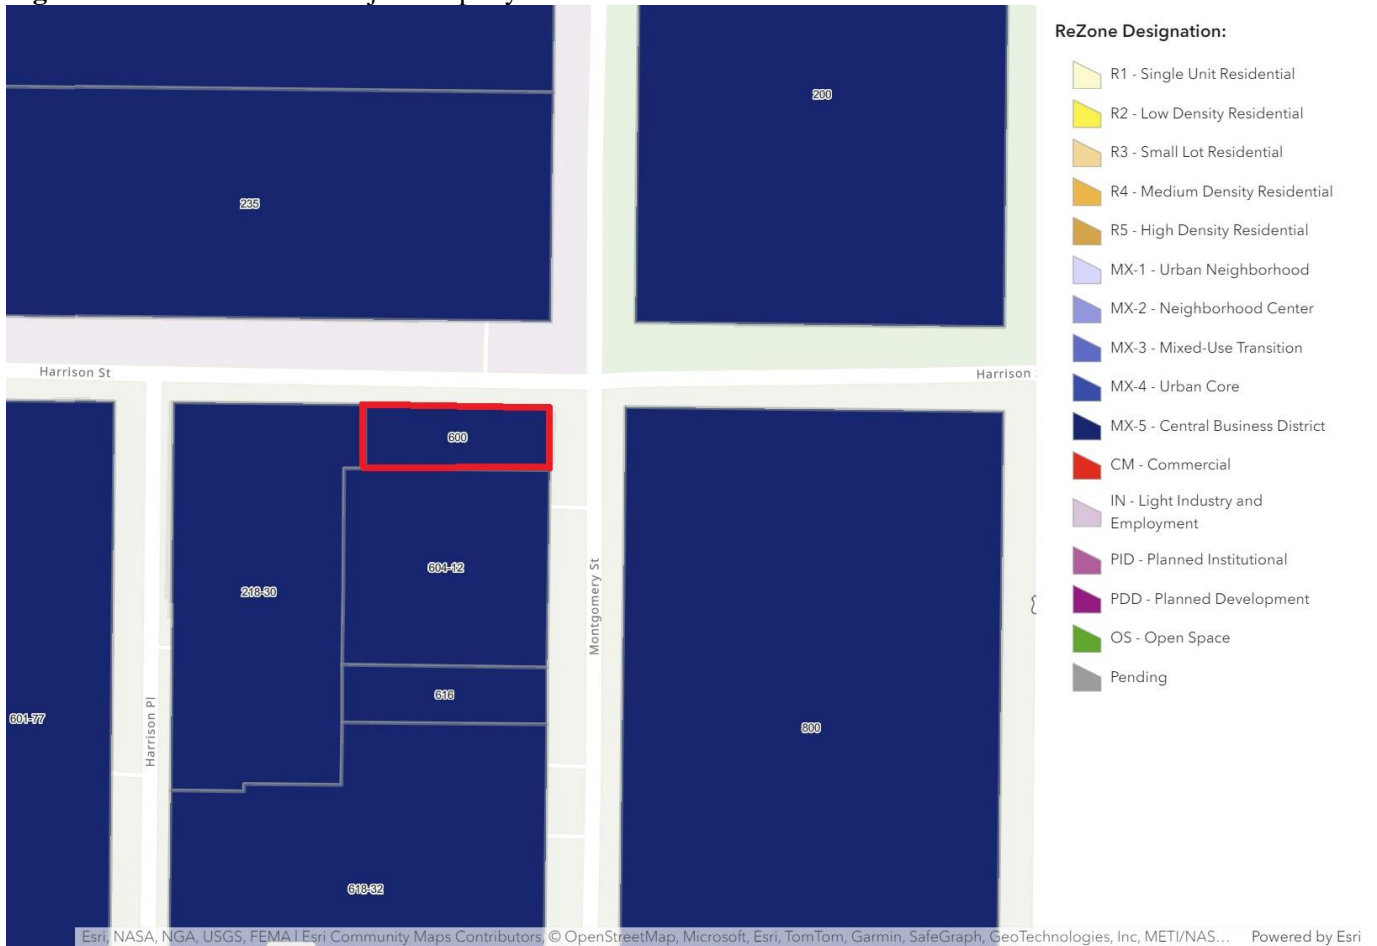 ReZone Designation:
R1 - Single Unit Residential
R2 - Low Density Residential
R3 - Small Lot Residential
R4 - Medium Density Residential
R5 - High Density Residential
MX-1 - Urban Neighborhood
MX-2 - Neighborhood Center
MX-3 - Mixed-Use Transition
MX-4 - Urban Core
MX-5 - Central Business District
CM - Commercial
IN - Light Industry and
Employment
PID - Planned Institutional
PDD - Planned Development
OS - Open Space
Pending
200
235
Harrison St
Harrison
600
604-12
218-30
Montgomery St
616
Harrison Pl
601-77
800
618-32
Esri, NASA, NGA, USGS, FEMA | Esri Community Maps Contributors, © OpenStreetMap, Microsoft, Esri, TomTom, Garmin, SafeGraph, GeoTechnologies, Inc, METI/NAS... Powered by Esri